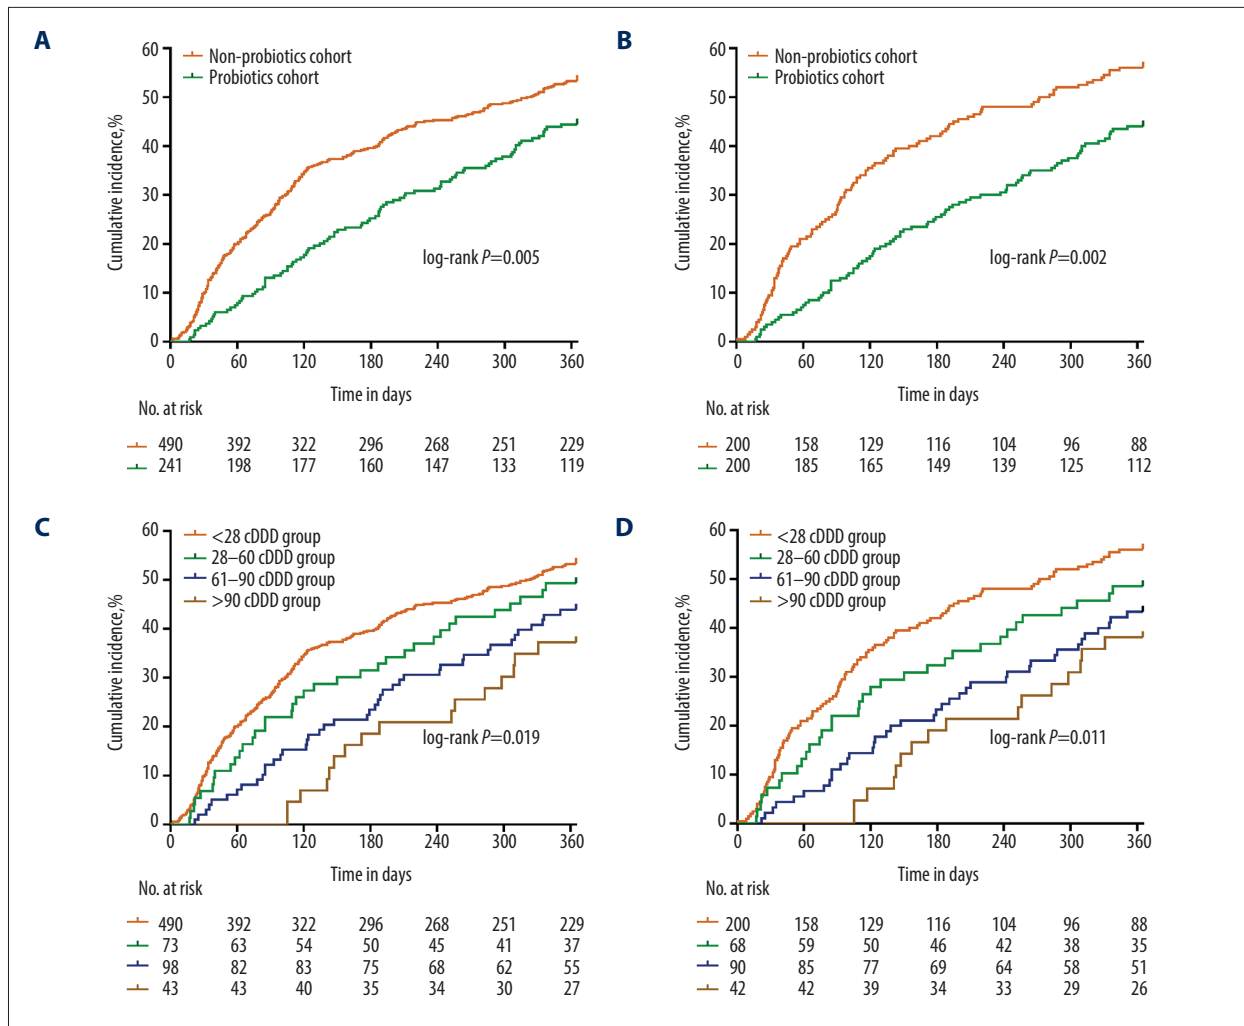 A
60
50
40
30
20
10
0
Cumulative incidence,%
Non-probiotics cohort
Probiotics cohort
log-rank P=0.005
0 60 120 180 240 300 360
Time in days
No. at risk
490 392 322 296 268 251 229
241 198 177 160 147 133 119
B
60
50
40
30
20
10
0
Cumulative incidence,%
Non-probiotics cohort
Probiotics cohort
log-rank P=0.002
0 60 120 180 240 300 360
Time in days
No. at risk
200 158 129 116 104 96 88
200 185 165 149 139 125 112
C
60
50
40
30
20
10
0
Cumulative incidence,%
<28 cDDD group
28–60 cDDD group
61–90 cDDD group
>90 cDDD group
log-rank P=0.019
0 60 120 180 240 300 360
Time in days
No. at risk
490 392 322 296 268 251 229
73 63 54 50 45 41 37
98 82 83 75 68 62 55
43 43 40 35 34 30 27
D
60
50
40
30
20
10
0
Cumulative incidence,%
<28 cDDD group
28–60 cDDD group
61–90 cDDD group
>90 cDDD group
log-rank P=0.011
0 60 120 180 240 300 360
Time in days
No. at risk
200 158 129 116 104 96 88
68 59 50 46 42 38 35
90 85 77 69 64 58 51
42 42 39 34 33 29 26